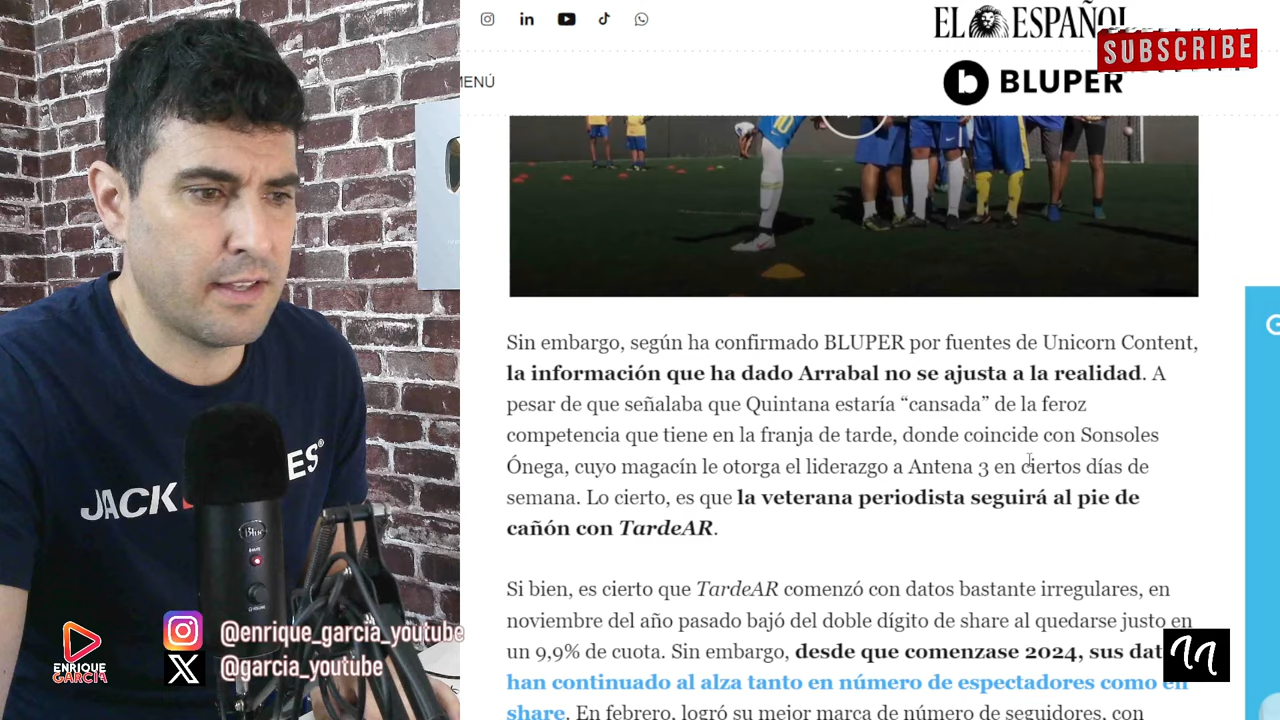 EL ESPAÑOL
SUBSCRIBE
MENÚ
BLUPER
Sin embargo, según ha confirmado BLUPER por fuentes de Unicorn Content,
la información que ha dado Arrabal no se ajusta a la realidad. A
pesar de que señalaba que Quintana estaría “cansada” de la feroz
competencia que tiene en la franja de tarde, donde coincide con Sonsoles
Ónega, cuyo magacín le otorga el liderazgo a Antena 3 en ciertos días de
semana. Lo cierto, es que la veterana periodista seguirá al pie de
cañón con TardeAR.
Si bien, es cierto que TardeAR comenzó con datos bastante irregulares, en
noviembre del año pasado bajó del doble dígito de share al quedarse justo en
un 9,9% de cuota. Sin embargo, desde que comenzase 2024, sus dat
han continuado al alza tanto en número de espectadores como en
share. En febrero, logró su mejor marca de número de seguidores, con
JACK
ES®
Blue
@enrique_garcia_youtube
@garcia_youtube
ENRIQUE
GARCIA